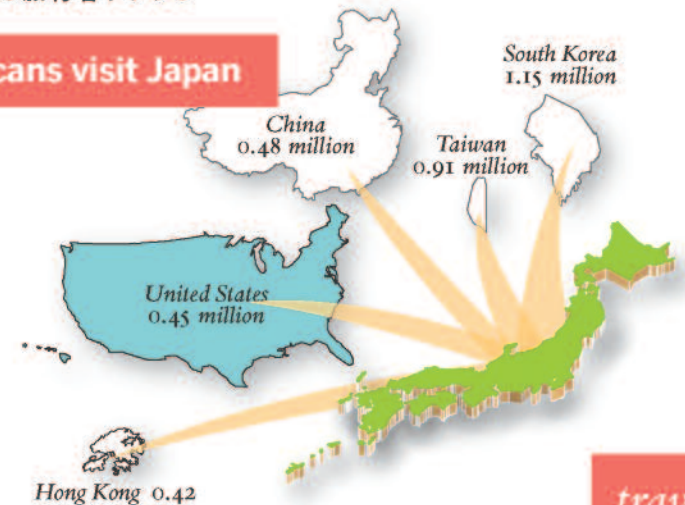 cans visit Japan
South Korea
1.15 million
China
0.48 million
Taiwan
0.91 million
United States
0.45 million
Hong Kong 0.42